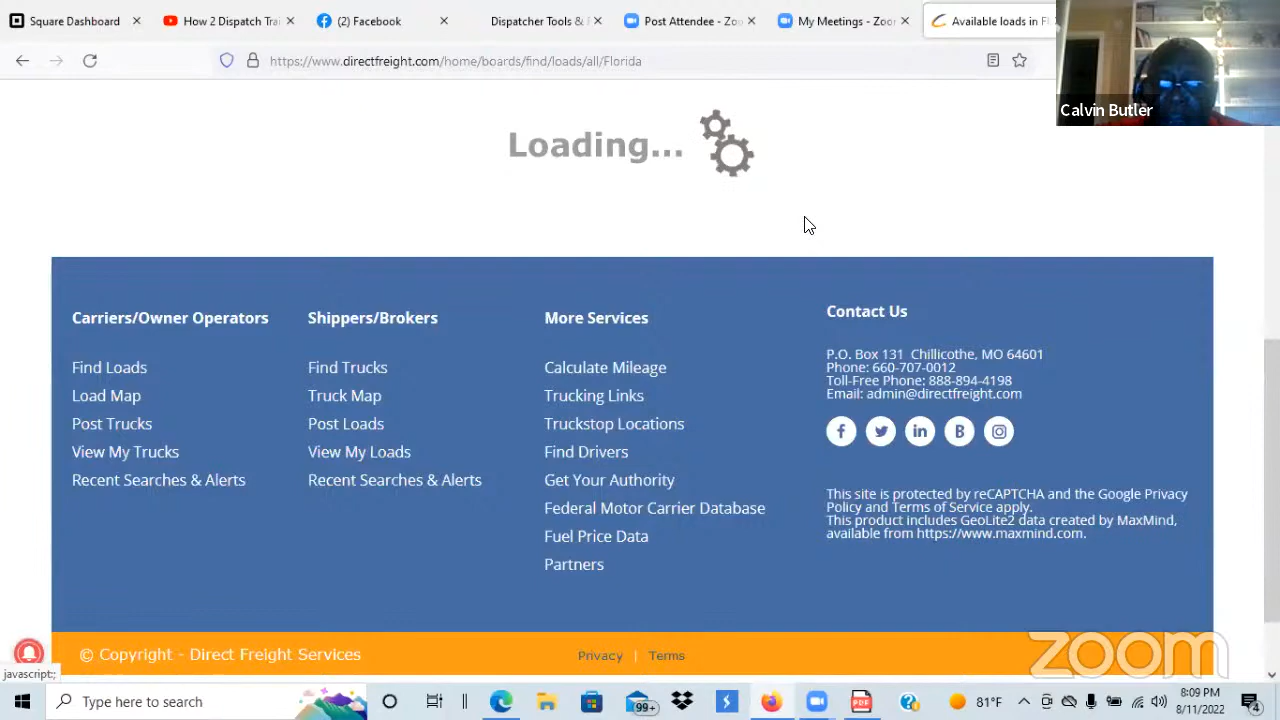 Square Dashboard
How 2 Dispatch Trai
(2) Facebook
Dispatcher Tools & F
Post Attendee - Zoo
My Meetings - Zoom
Available loads in Fl
https://www.directfreight.com/home/boards/find/loads/all/Florida
Calvin Butler
Loading...
Carriers/Owner Operators
Find Loads
Load Map
Post Trucks
View My Trucks
Recent Searches & Alerts
Shippers/Brokers
Find Trucks
Truck Map
Post Loads
View My Loads
Recent Searches & Alerts
More Services
Calculate Mileage
Trucking Links
Truckstop Locations
Find Drivers
Get Your Authority
Federal Motor Carrier Database
Fuel Price Data
Partners
Contact Us
P.O. Box 131 Chillicothe, MO 64601
Phone: 660-707-0012
Toll-Free Phone: 888-894-4198
Email: admin@directfreight.com
This site is protected by reCAPTCHA and the Google Privacy
Policy and Terms of Service apply.
This product includes GeoLite2 data created by MaxMind,
available from https://www.maxmind.com.
© Copyright - Direct Freight Services
Privacy | Terms
zoom
javascript:;
Type here to search
99+
PDF
81°F
8:09 PM
8/11/2022
4